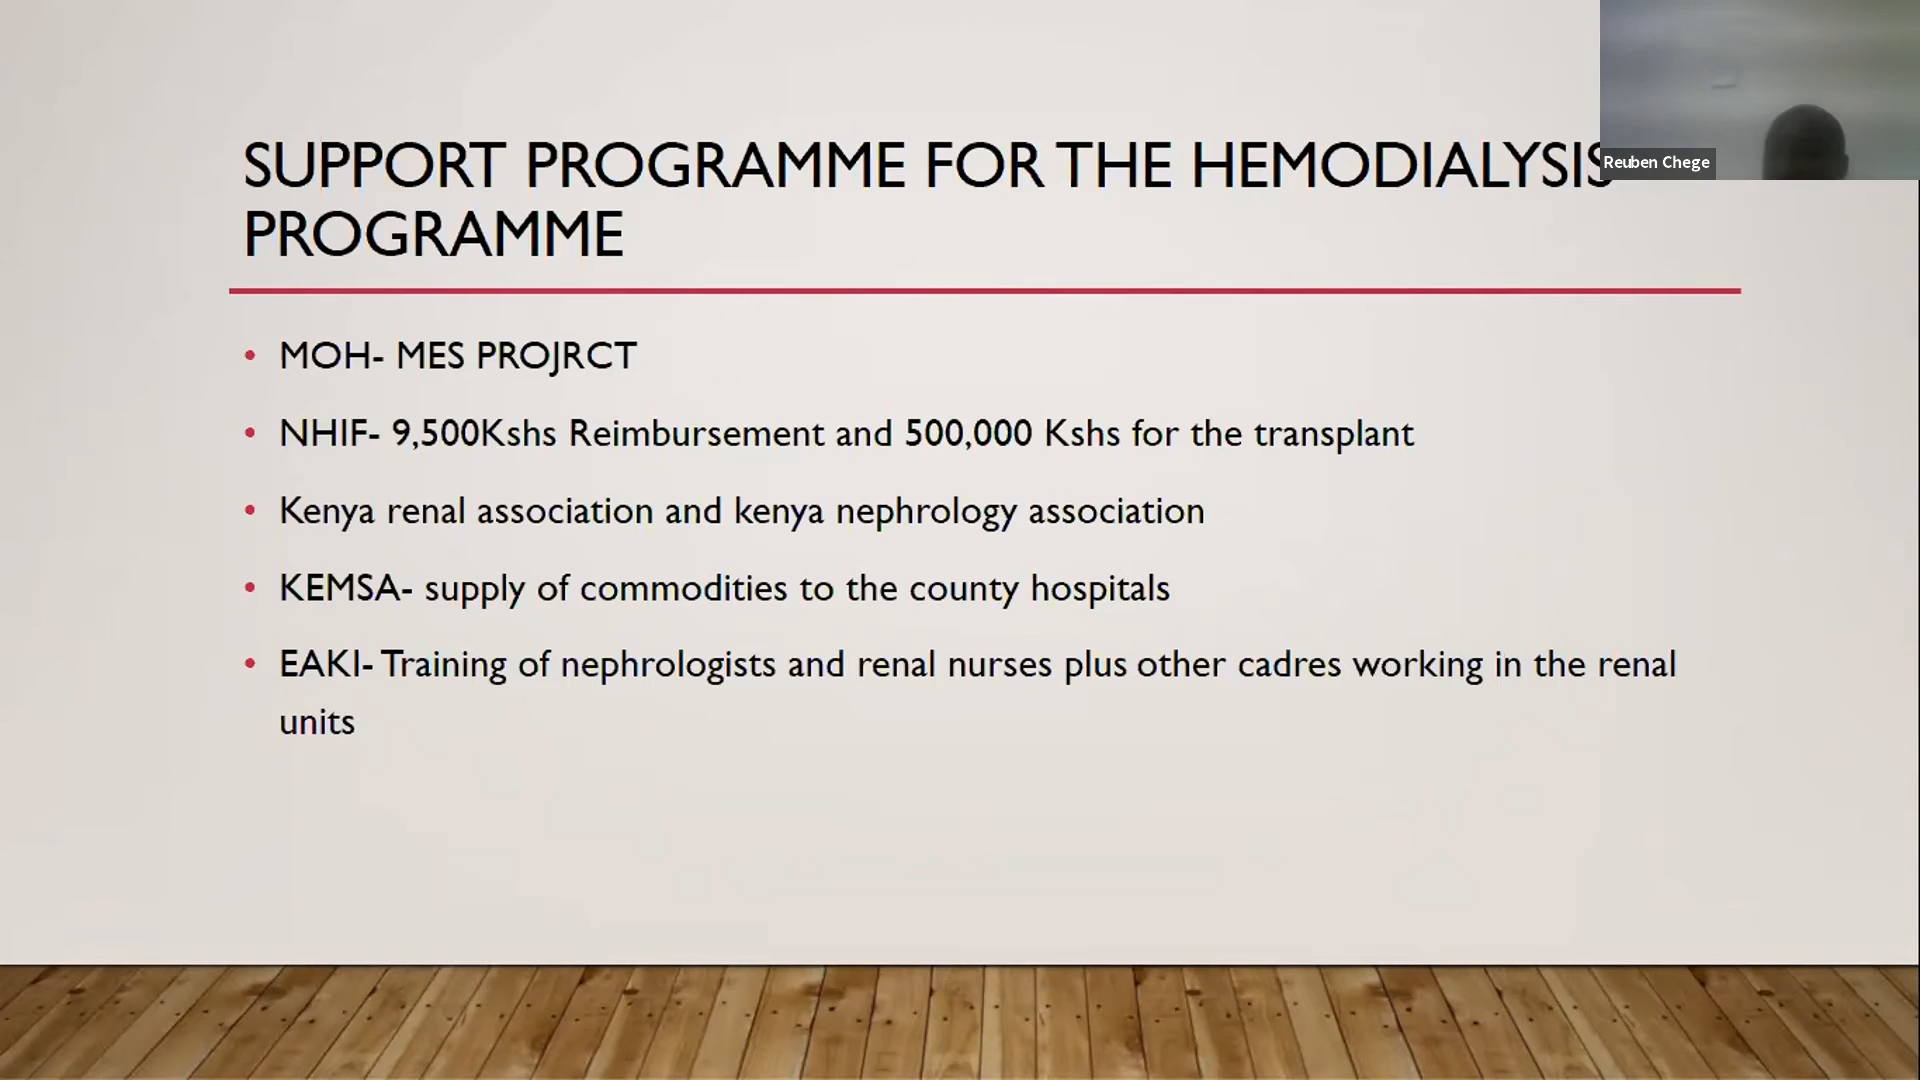 SUPPORT PROGRAMME FOR THE HEMODIALYSIS
PROGRAMME
Reuben Chege
• MOH- MES PROJRCT
• NHIF- 9,500Kshs Reimbursement and 500,000 Kshs for the transplant
• Kenya renal association and kenya nephrology association
• KEMSA- supply of commodities to the county hospitals
• EAKI- Training of nephrologists and renal nurses plus other cadres working in the renal
units